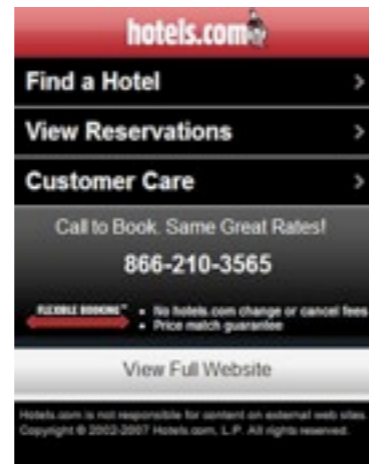 hotels.com
Find a Hotel
View Reservations
Customer Care
Call to Book. Same Great Rates!
866-210-3565
FLEXIBLE BOOKING™ • No hotels.com change or cancel fees
• Price match guarantee
View Full Website
Hotels.com is not responsible for content on external web sites.
Copyright © 2002-2007 Hotels.com, L.P. All rights reserved.